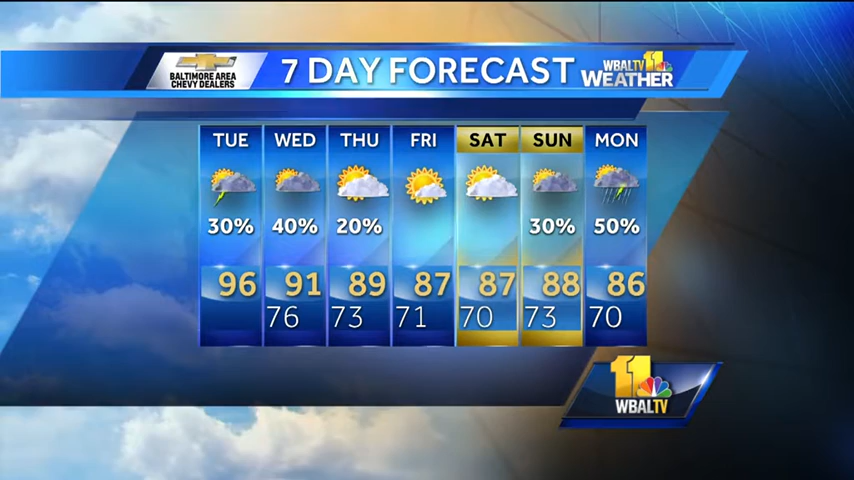 BALTIMORE AREA
CHEVY DEALERS
7 DAY FORECAST
WBALTV 11
WEATHER
TUE WED THU FRI SAT SUN MON
30% 40% 20% 30% 50%
96 91 89 87 87 88 86
76 73 71 70 73 70
11
WBALTV